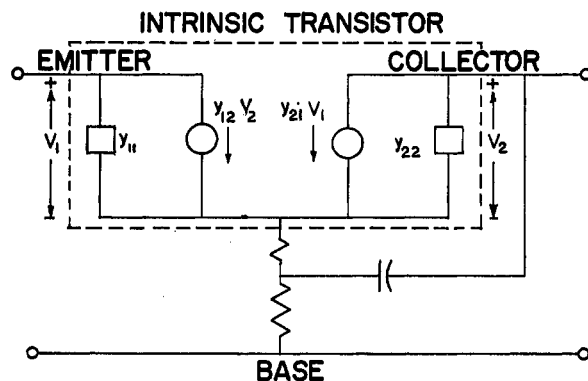 INTRINSIC TRANSISTOR
EMITTER COLLECTOR
+ +
V₁ y₁₁ y₁₂ V₂ y₂₁ V₁ y₂₂ V₂
- -
BASE